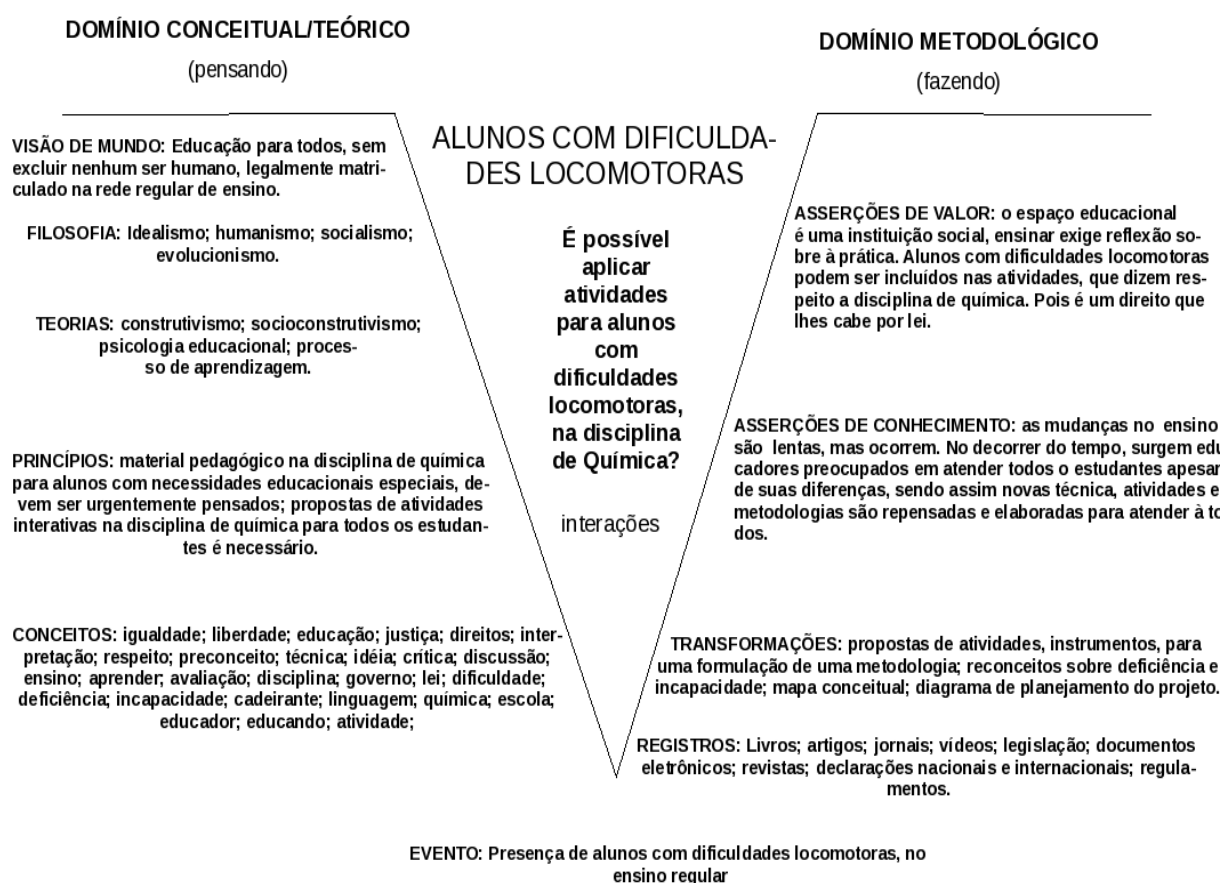 DOMÍNIO CONCEITUAL/TEÓRICO
(pensando)
VISÃO DE MUNDO: Educação para todos, sem
excluir nenhum ser humano, legalmente matri-
culado na rede regular de ensino.
FILOSOFIA: Idealismo; humanismo; socialismo;
evolucionismo.
TEORIAS: construtivismo; socioconstrutivismo;
psicologia educacional; proces-
so de aprendizagem.
PRINCÍPIOS: material pedagógico na disciplina de química
para alunos com necessidades educacionais especiais, de-
vem ser urgentemente pensados; propostas de atividades
interativas na disciplina de química para todos os estudan-
tes é necessário.
CONCEITOS: igualdade; liberdade; educação; justiça; direitos; inter-
pretação; respeito; preconceito; técnica; idéia; crítica; discussão;
ensino; aprender; avaliação; disciplina; governo; lei; dificuldade;
deficiência; incapacidade; cadeirante; linguagem; química; escola;
educador; educando; atividade;
ALUNOS COM DIFICULDA-
DES LOCOMOTORAS
É possível
aplicar
atividades
para alunos
com
dificuldades
locomotoras,
na disciplina
de Química?
interações
DOMÍNIO METODOLÓGICO
(fazendo)
ASSERÇÕES DE VALOR: o espaço educacional
é uma instituição social, ensinar exige reflexão so-
bre à prática. Alunos com dificuldades locomotoras
podem ser incluídos nas atividades, que dizem res-
peito a disciplina de química. Pois é um direito que
lhes cabe por lei.
ASSERÇÕES DE CONHECIMENTO: as mudanças no ensino
são lentas, mas ocorrem. No decorrer do tempo, surgem edu
cadores preocupados em atender todos o estudantes apesar
de suas diferenças, sendo assim novas técnica, atividades e
metodologias são repensadas e elaboradas para atender à to
dos.
TRANSFORMAÇÕES: propostas de atividades, instrumentos, para
uma formulação de uma metodologia; reconceitos sobre deficiência e
incapacidade; mapa conceitual; diagrama de planejamento do projeto.
REGISTROS: Livros; artigos; jornais; vídeos; legislação; documentos
eletrônicos; revistas; declarações nacionais e internacionais; regula-
mentos.
EVENTO: Presença de alunos com dificuldades locomotoras, no
ensino regular